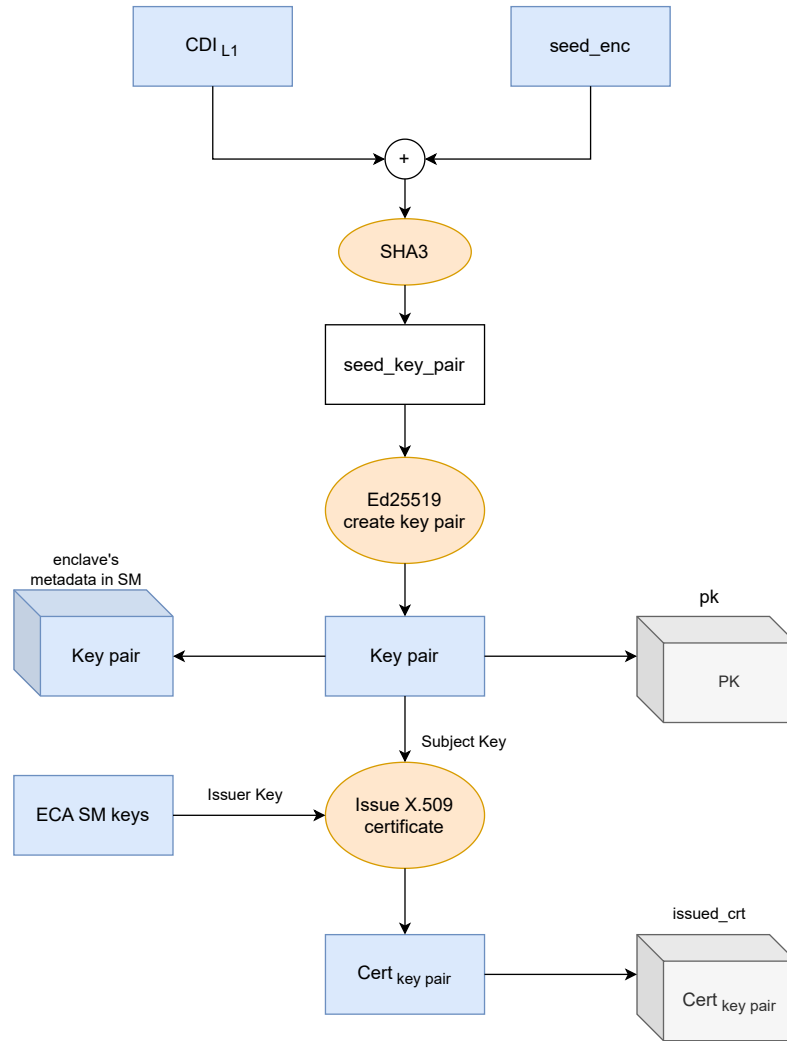 CDI L1
seed_enc
+
SHA3
seed_key_pair
Ed25519
create key pair
enclave's
metadata in SM
pk
Key pair
Key pair
PK
Subject Key
Issuer Key
ECA SM keys
Issue X.509
certificate
issued_crt
Cert key pair
Cert key pair